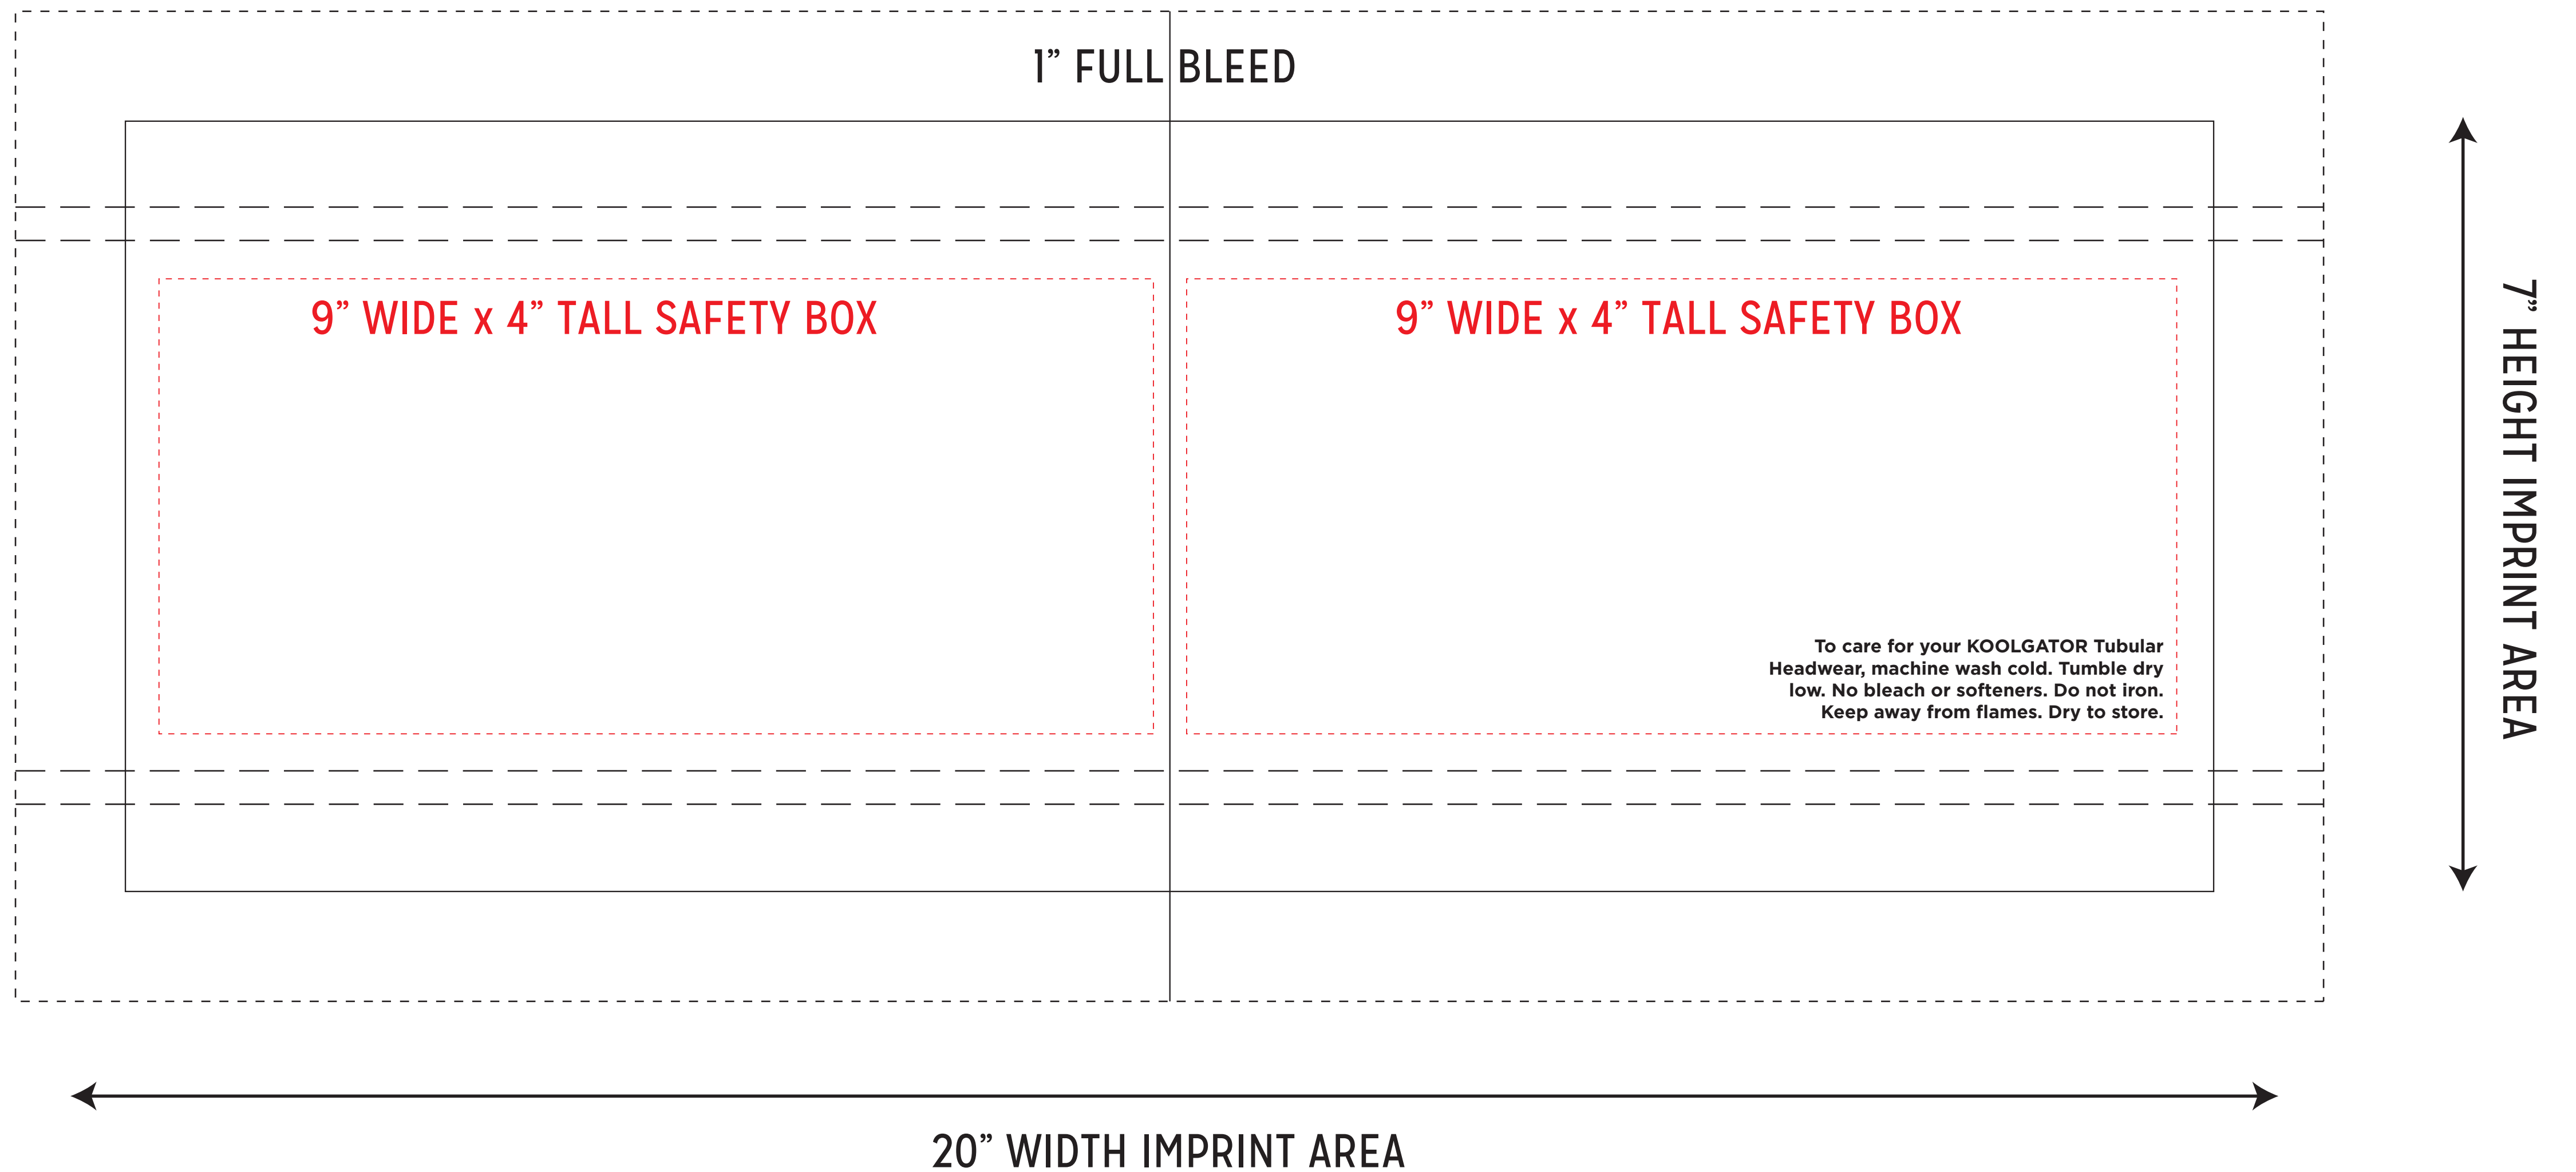 1” FULL BLEED
9” WIDE x 4” TALL SAFETY BOX
9” WIDE x 4” TALL SAFETY BOX
To care for your KOOLGATOR Tubular
Headwear, machine wash cold. Tumble dry
low. No bleach or softeners. Do not iron.
Keep away from flames. Dry to store.
7” HEIGHT IMPRINT AREA
20” WIDTH IMPRINT AREA